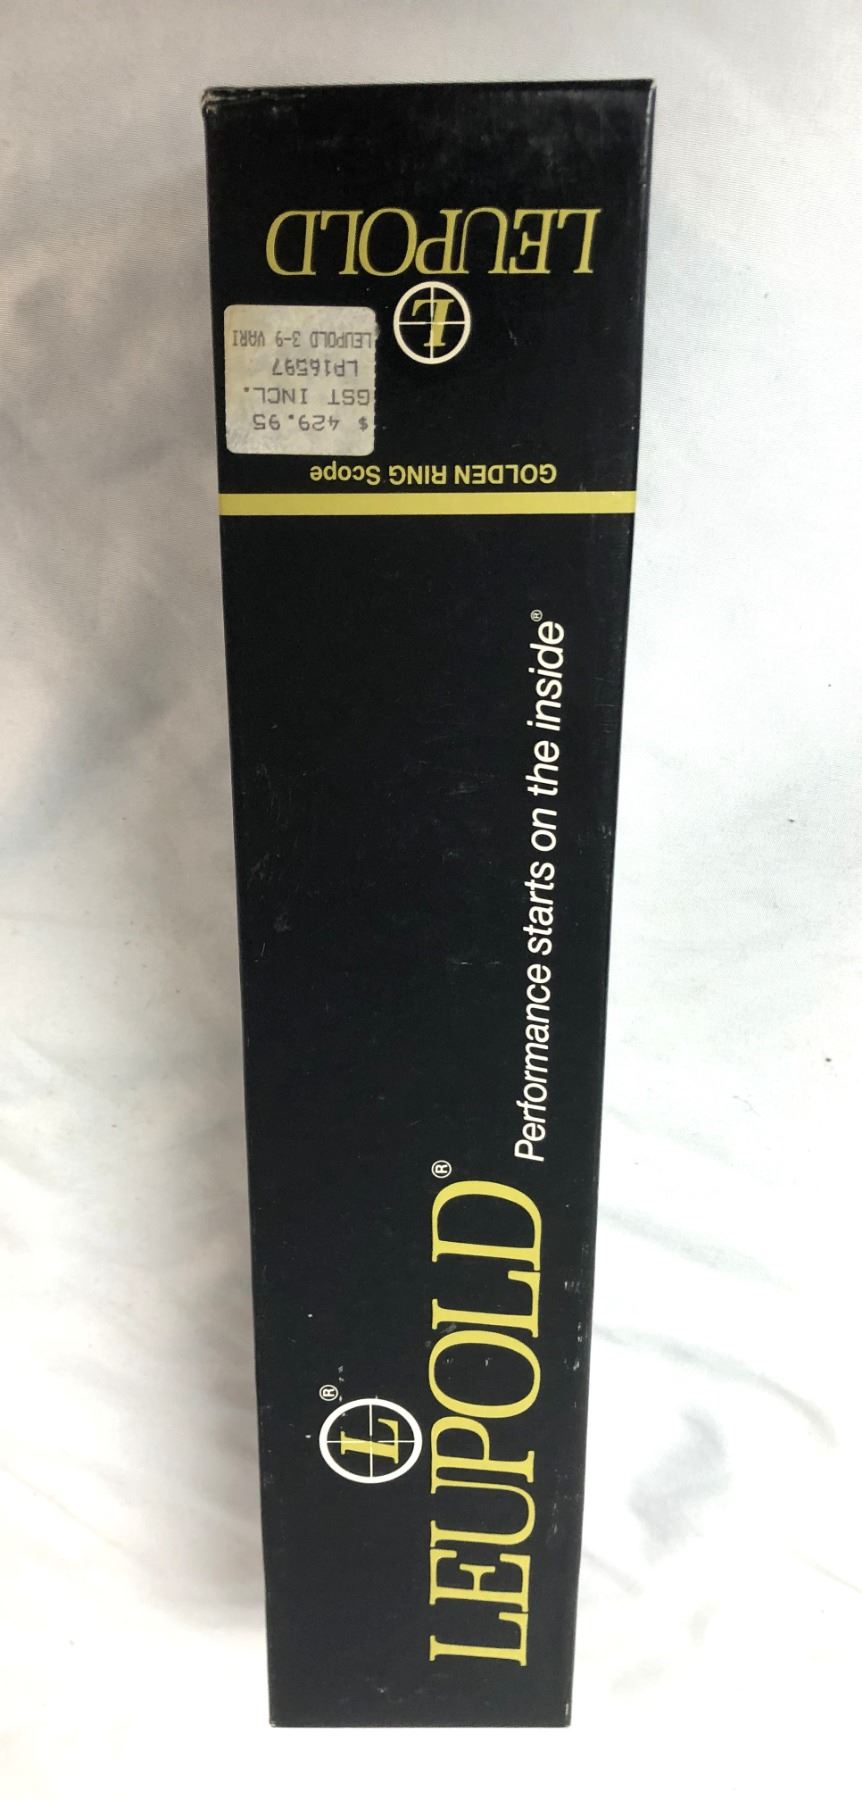 LEUPOLD
L
LEUPOLD 3-9 VARI
LP16597
GST INCL.
$ 429.95
GOLDEN RING Scope
Performance starts on the inside®
L®
LEUPOLD®